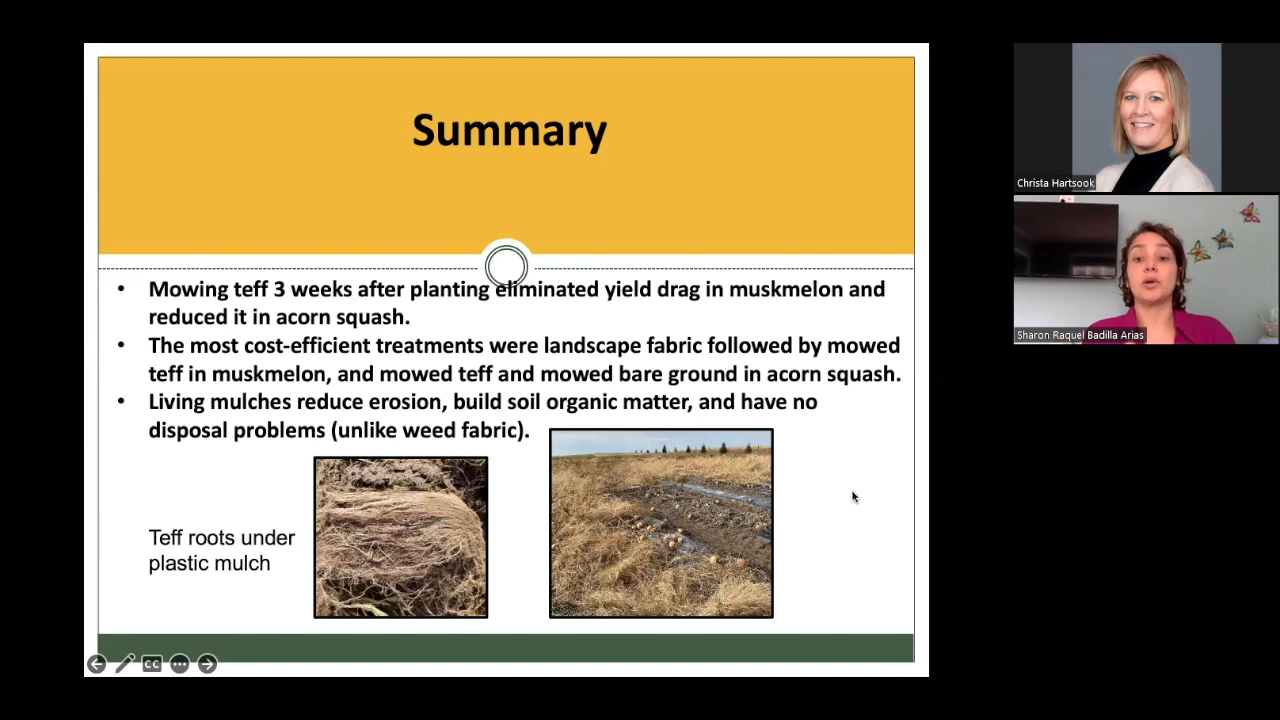 Summary
• Mowing teff 3 weeks after planting eliminated yield drag in muskmelon and
reduced it in acorn squash.
• The most cost-efficient treatments were landscape fabric followed by mowed
teff in muskmelon, and mowed teff and mowed bare ground in acorn squash.
• Living mulches reduce erosion, build soil organic matter, and have no
disposal problems (unlike weed fabric).
Teff roots under
plastic mulch
CC
Christa Hartsook
Sharon Raquel Badilla Arias